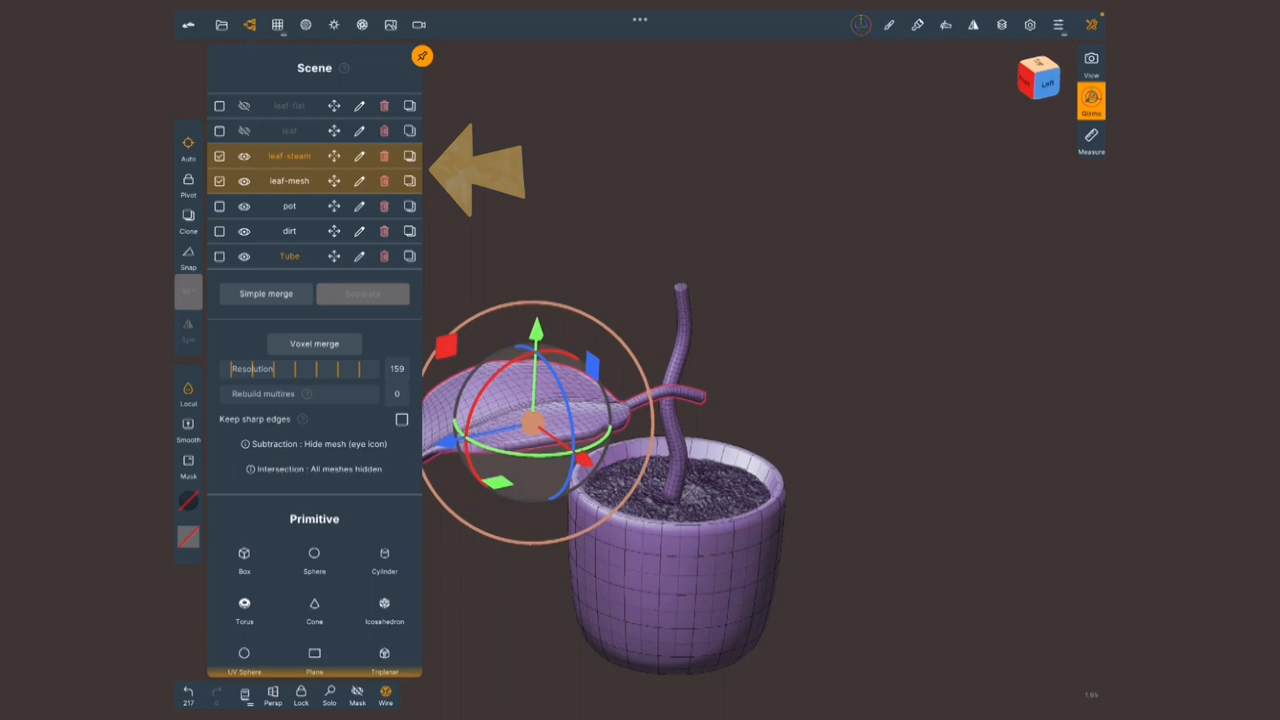 Scene
leaf-flat
leaf
leaf-steam
leaf-mesh
pot
dirt
Tube
Simple merge
Separate
Voxel merge
Resolution
159
Rebuild multires
0
Keep sharp edges
Subtraction : Hide mesh (eye icon)
Intersection : All meshes hidden
Primitive
Box
Sphere
Cylinder
Torus
Cone
Icosahedron
UV Sphere
Plane
Triplanar
Auto
Pivot
Clone
Snap
Split
Local
Smooth
Mask
217
0
Persp
Lock
Solo
Mask
Wire
Left
View
Gizmo
Measure